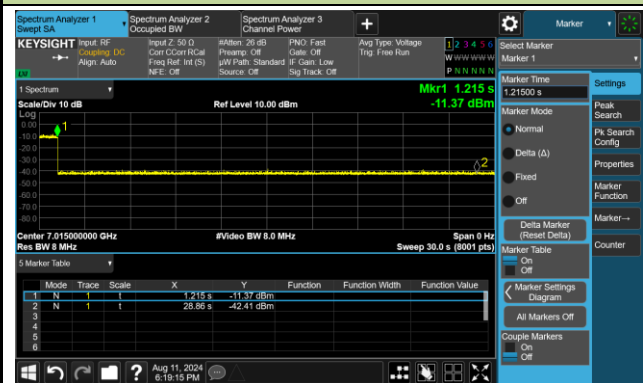 Spectrum Analyzer 1
Swept SA
Spectrum Analyzer 2
Occupied BW
Spectrum Analyzer 3
Channel Power
Marker
KEYSIGHT
Input: RF
Coupling: DC
Align: Auto
Input Z: 50 Ω
Corr CCorr RCal
Freq Ref: Int (S)
NFE: Off
#Atten: 26 dB
Preamp: Off
µW Path: Standard
Source: Off
PNO: Fast
Gate: Off
IF Gain: Low
Sig Track: Off
Avg Type: Voltage
Trig: Free Run
1 2 3 4 5 6
W W W W W W
P N N N N N
Select Marker
Marker 1
1 Spectrum
Mkr1 1.215 s
Scale/Div 10 dB
Ref Level 10.00 dBm
-11.37 dBm
Log
0.00
-10.0
-20.0
-30.0
-40.0
-50.0
-60.0
-70.0
-80.0
1
2
Center 7.015000000 GHz
#Video BW 8.0 MHz
Span 0 Hz
Res BW 8 MHz
Sweep 30.0 s (8001 pts)
5 Marker Table
Mode Trace Scale X Y Function Function Width Function Value
1 N 1 t 1.215 s -11.37 dBm
2 N 1 t 28.86 s -42.41 dBm
3
4
5
6
Marker Time
1.21500 s
Marker Mode
Normal
Delta (Δ)
Fixed
Off
Delta Marker
(Reset Delta)
Marker Table
On
Off
Marker Settings
Diagram
All Markers Off
Couple Markers
On
Off
Settings
Peak
Search
Pk Search
Config
Properties
Marker
Function
Marker→
Counter
?
Aug 11, 2024
6:19:15 PM